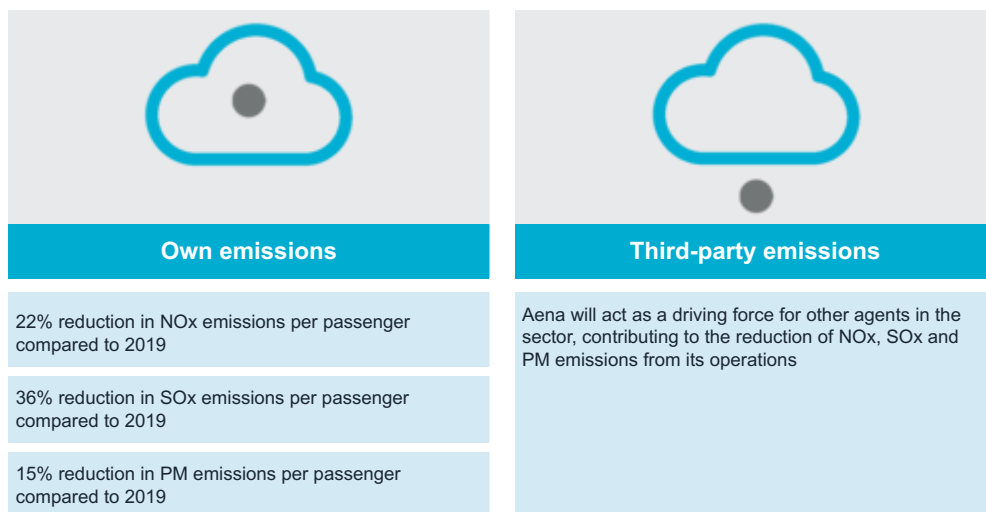 Own emissions
22% reduction in NOx emissions per passenger
compared to 2019
36% reduction in SOx emissions per passenger
compared to 2019
15% reduction in PM emissions per passenger
compared to 2019
Third-party emissions
Aena will act as a driving force for other agents in the
sector, contributing to the reduction of NOx, SOx and
PM emissions from its operations